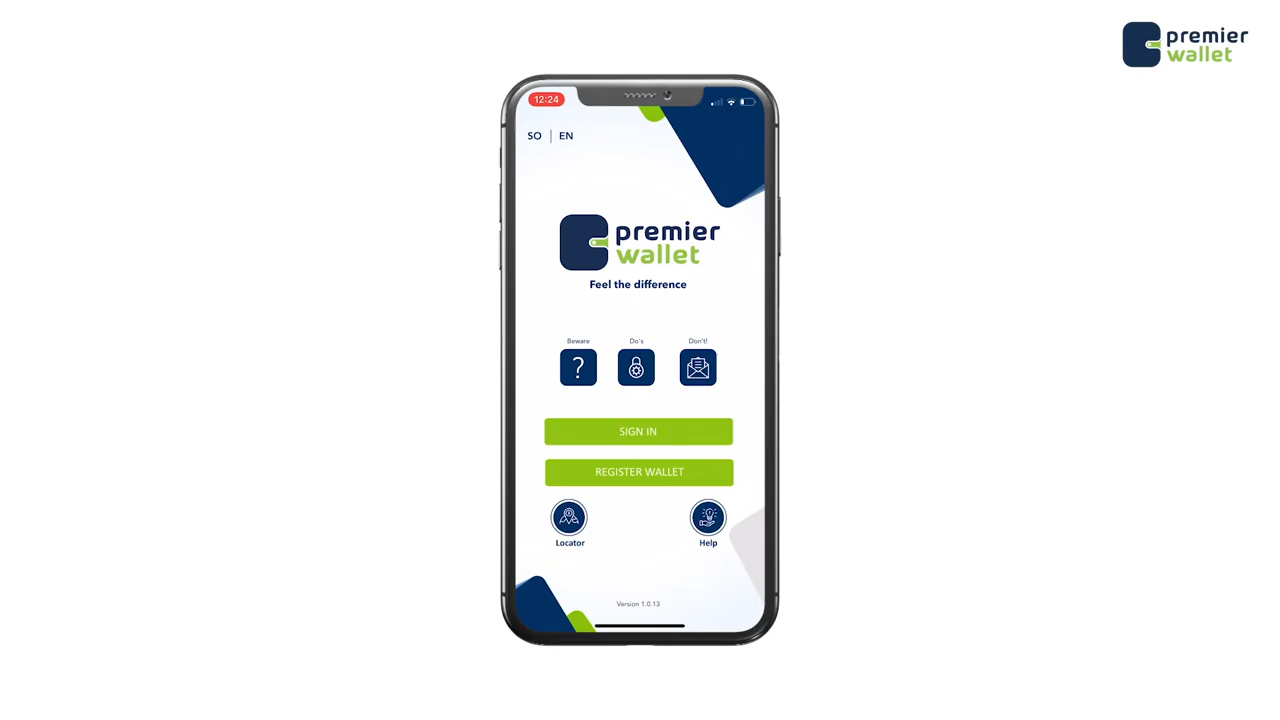 premier
wallet
12:24
SO | EN
premier
wallet
Feel the difference
Beware
Do's
Don't!
?
SIGN IN
REGISTER WALLET
Locator
Help
Version 1.0.13